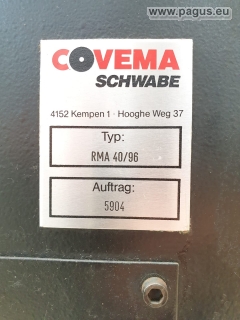 www.pagus.eu
COVEMA
SCHWABE
4152 Kempen 1 · Hooghe Weg 37
Typ:
RMA 40/96
Auftrag:
5904